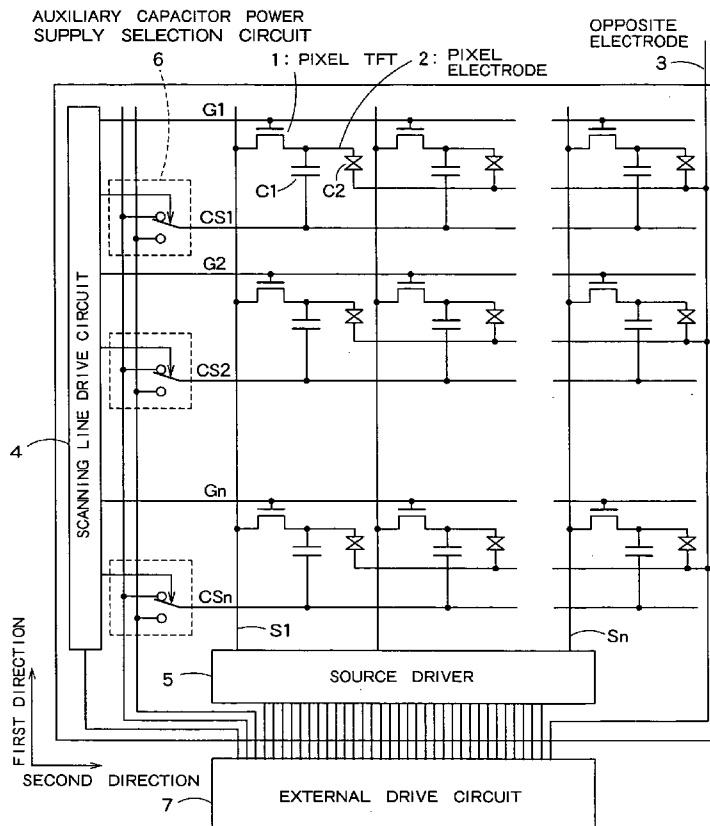 AUXILIARY CAPACITOR POWER
SUPPLY SELECTION CIRCUIT
6
1: PIXEL TFT
2: PIXEL
ELECTRODE
OPPOSITE
ELECTRODE
3
G1
C1
C2
CS1
G2
CS2
4
SCANNING LINE DRIVE CIRCUIT
Gn
CSn
S1
Sn
5
SOURCE DRIVER
FIRST DIRECTION
SECOND DIRECTION
7
EXTERNAL DRIVE CIRCUIT